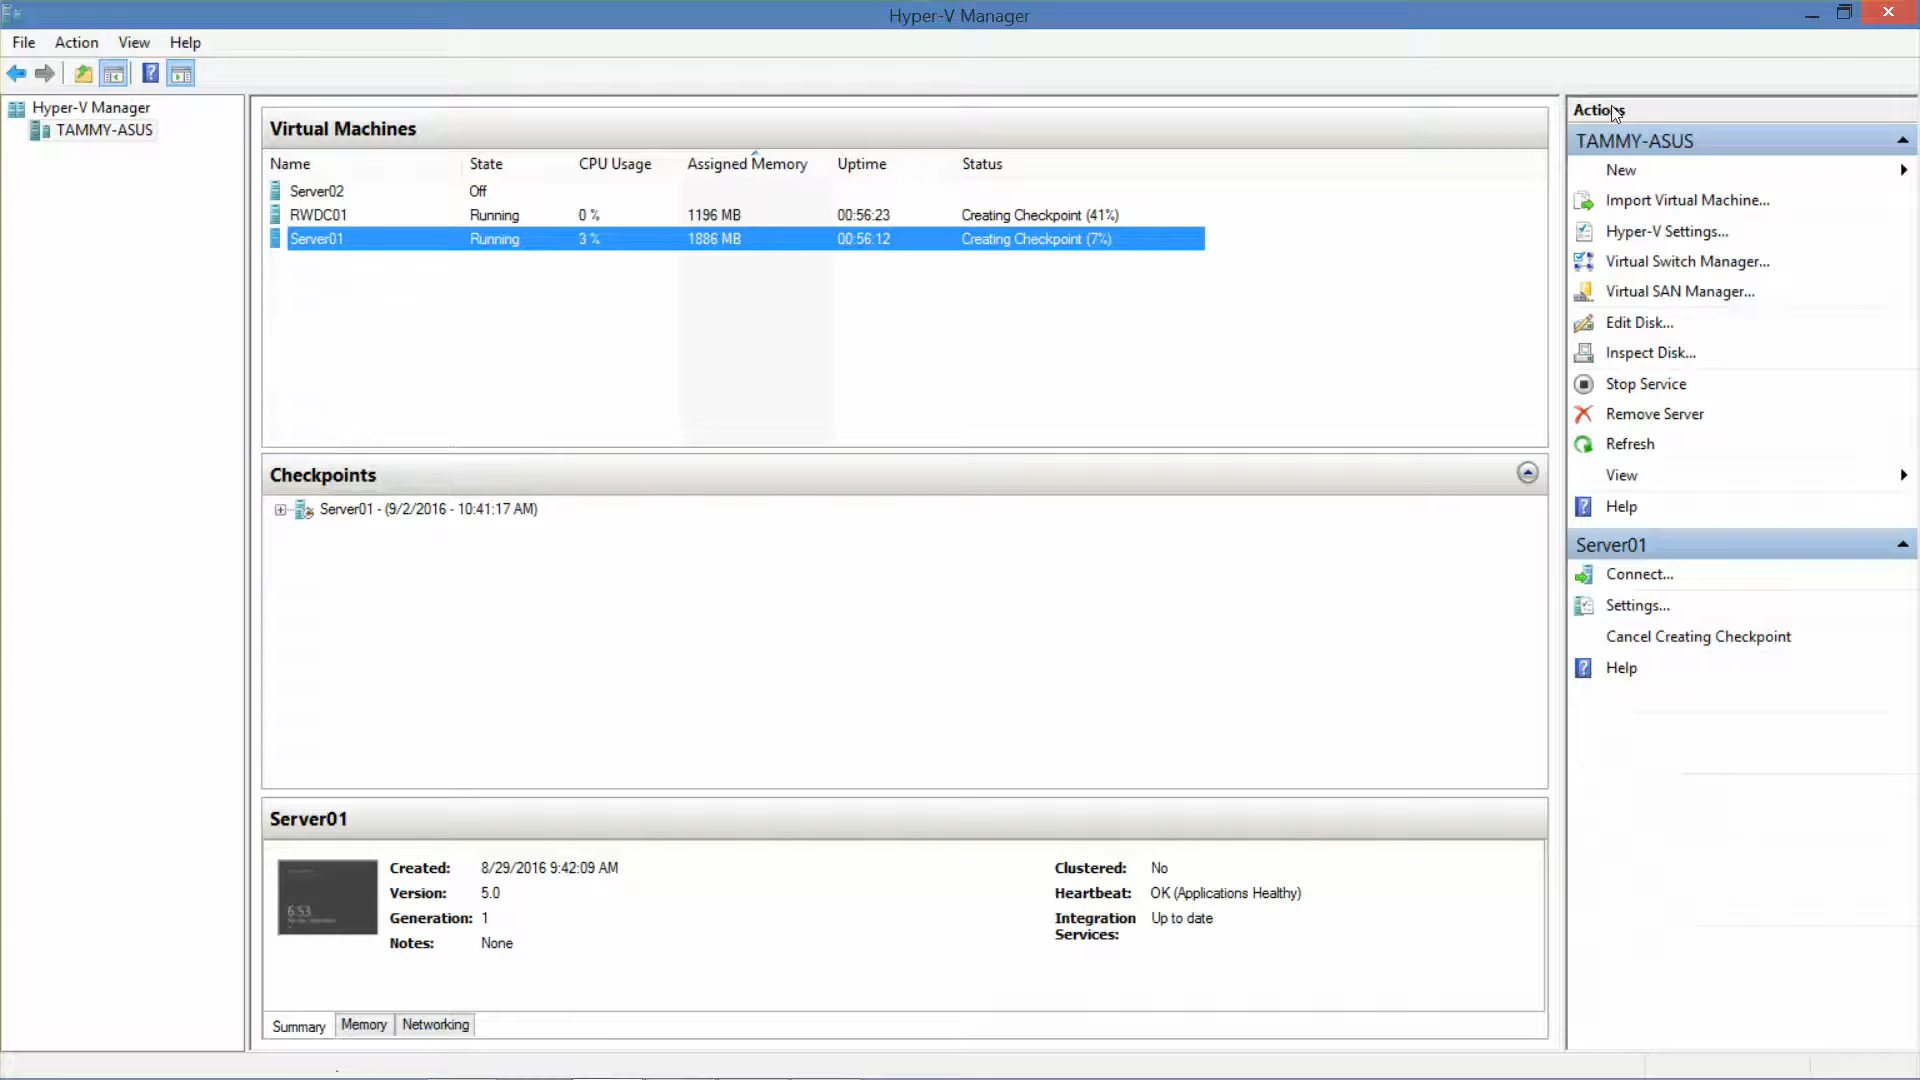 Hyper-V Manager
File Action View Help
Hyper-V Manager
TAMMY-ASUS
Virtual Machines
Name State CPU Usage Assigned Memory Uptime Status
Server02 Off
RWDC01 Running 0 % 1196 MB 00:56:23 Creating Checkpoint (41%)
Server01 Running 3 % 1886 MB 00:56:12 Creating Checkpoint (7%)
Checkpoints
Server01 - (9/2/2016 - 10:41:17 AM)
Server01
6:53
Created: 8/29/2016 9:42:09 AM
Version: 5.0
Generation: 1
Notes: None
Clustered: No
Heartbeat: OK (Applications Healthy)
Integration Services: Up to date
Summary Memory Networking
Actions
TAMMY-ASUS
New
Import Virtual Machine...
Hyper-V Settings...
Virtual Switch Manager...
Virtual SAN Manager...
Edit Disk...
Inspect Disk...
Stop Service
Remove Server
Refresh
View
Help
Server01
Connect...
Settings...
Cancel Creating Checkpoint
Help